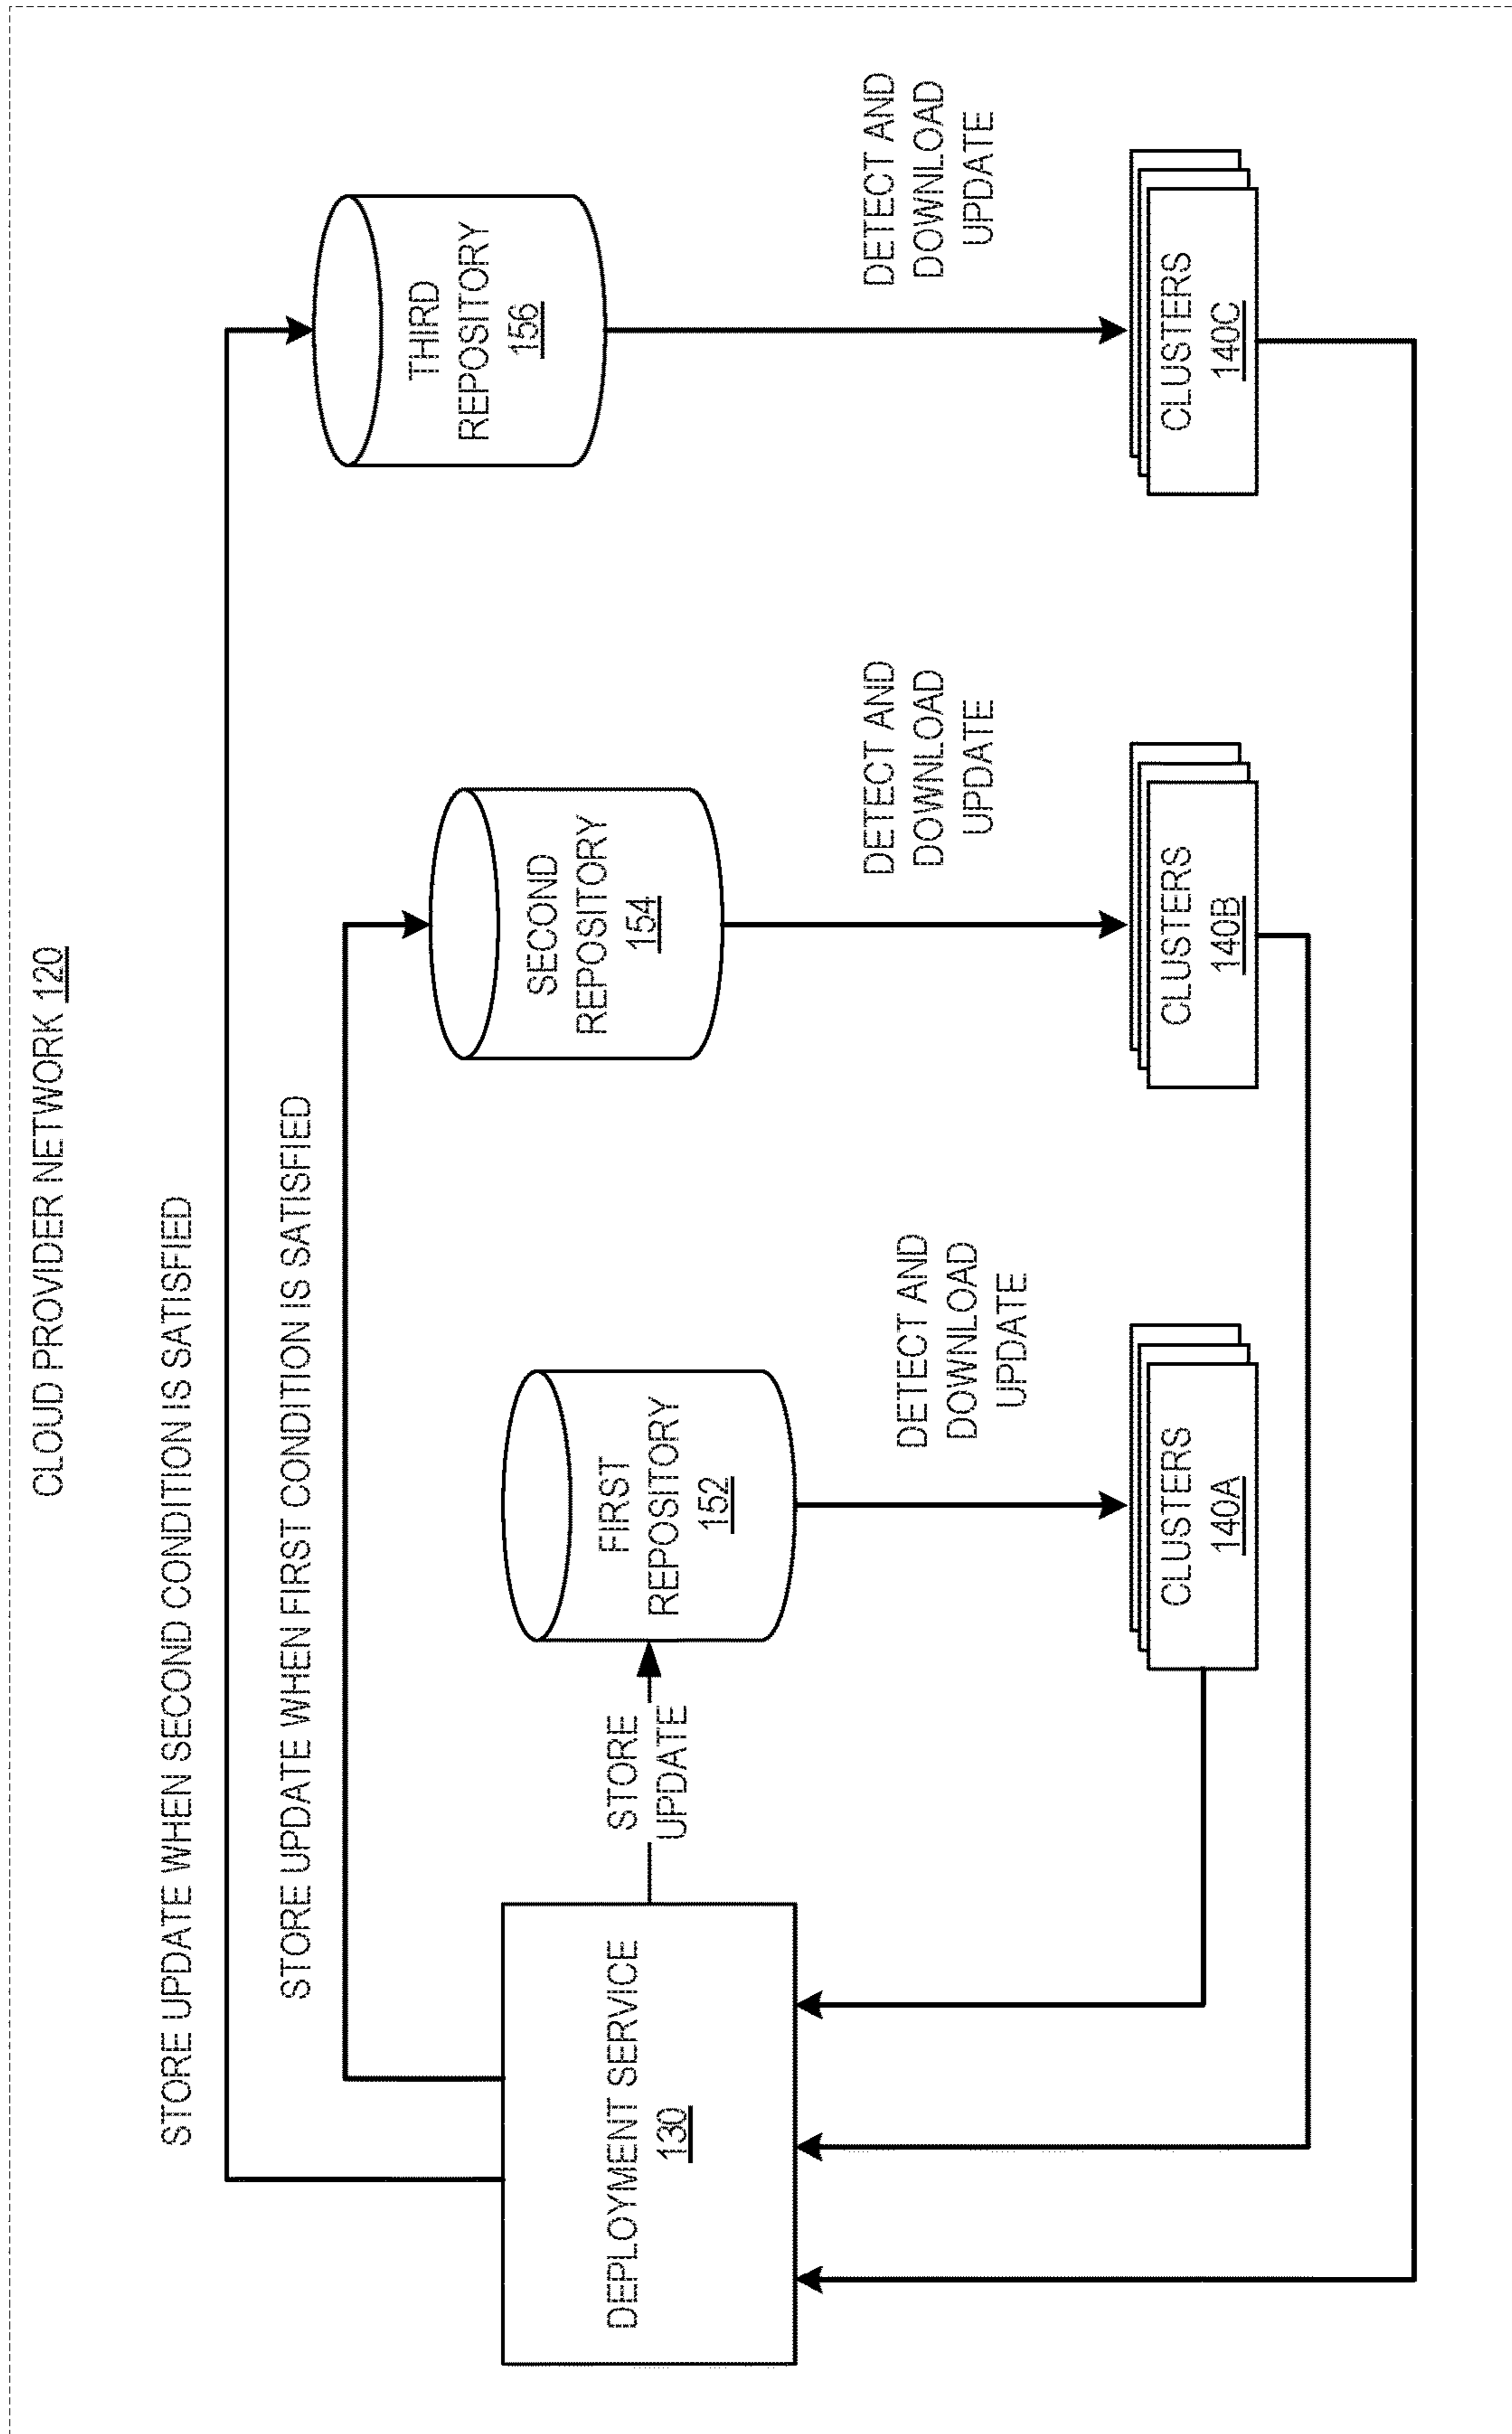 CLOUD PROVIDER NETWORK 120
STORE UPDATE WHEN SECOND CONDITION IS SATISFIED
STORE UPDATE WHEN FIRST CONDITION IS SATISFIED
DEPLOYMENT SERVICE
130
STORE
UPDATE
FIRST
REPOSITORY
152
SECOND
REPOSITORY
154
THIRD
REPOSITORY
156
DETECT AND
DOWNLOAD
UPDATE
DETECT AND
DOWNLOAD
UPDATE
DETECT AND
DOWNLOAD
UPDATE
CLUSTERS
140A
CLUSTERS
140B
CLUSTERS
140C